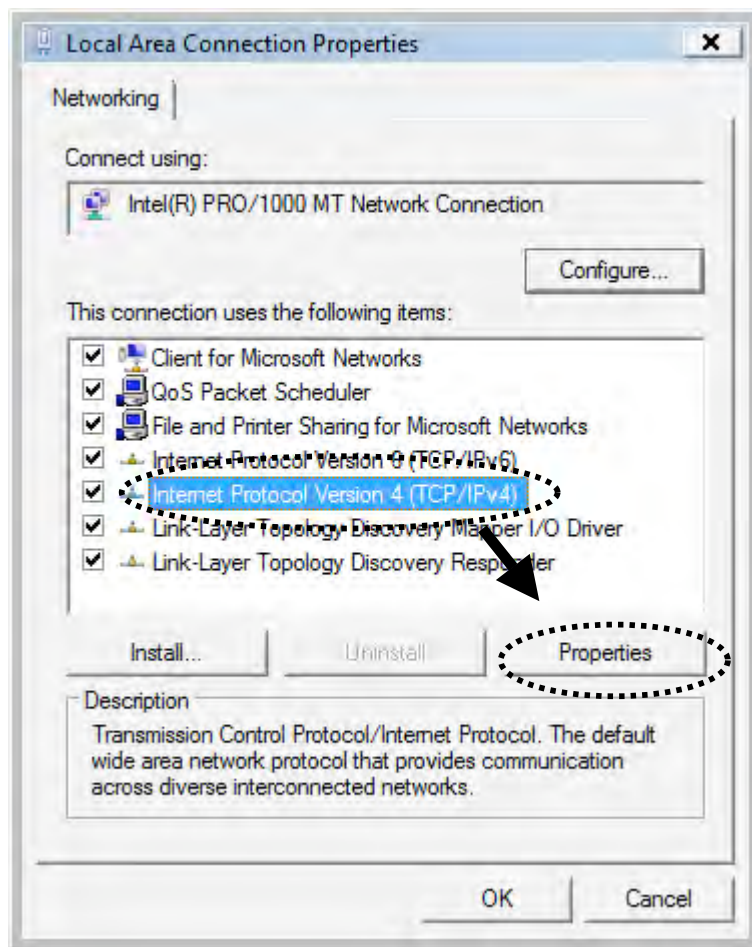 Local Area Connection Properties
Networking
Connect using:
Intel(R) PRO/1000 MT Network Connection
Configure...
This connection uses the following items:
Client for Microsoft Networks
QoS Packet Scheduler
File and Printer Sharing for Microsoft Networks
Internet Protocol Version 6 (TCP/IPv6)
Internet Protocol Version 4 (TCP/IPv4)
Link-Layer Topology Discovery Mapper I/O Driver
Link-Layer Topology Discovery Responder
Install...
Uninstall
Properties
Description
Transmission Control Protocol/Internet Protocol. The default
wide area network protocol that provides communication
across diverse interconnected networks.
OK
Cancel